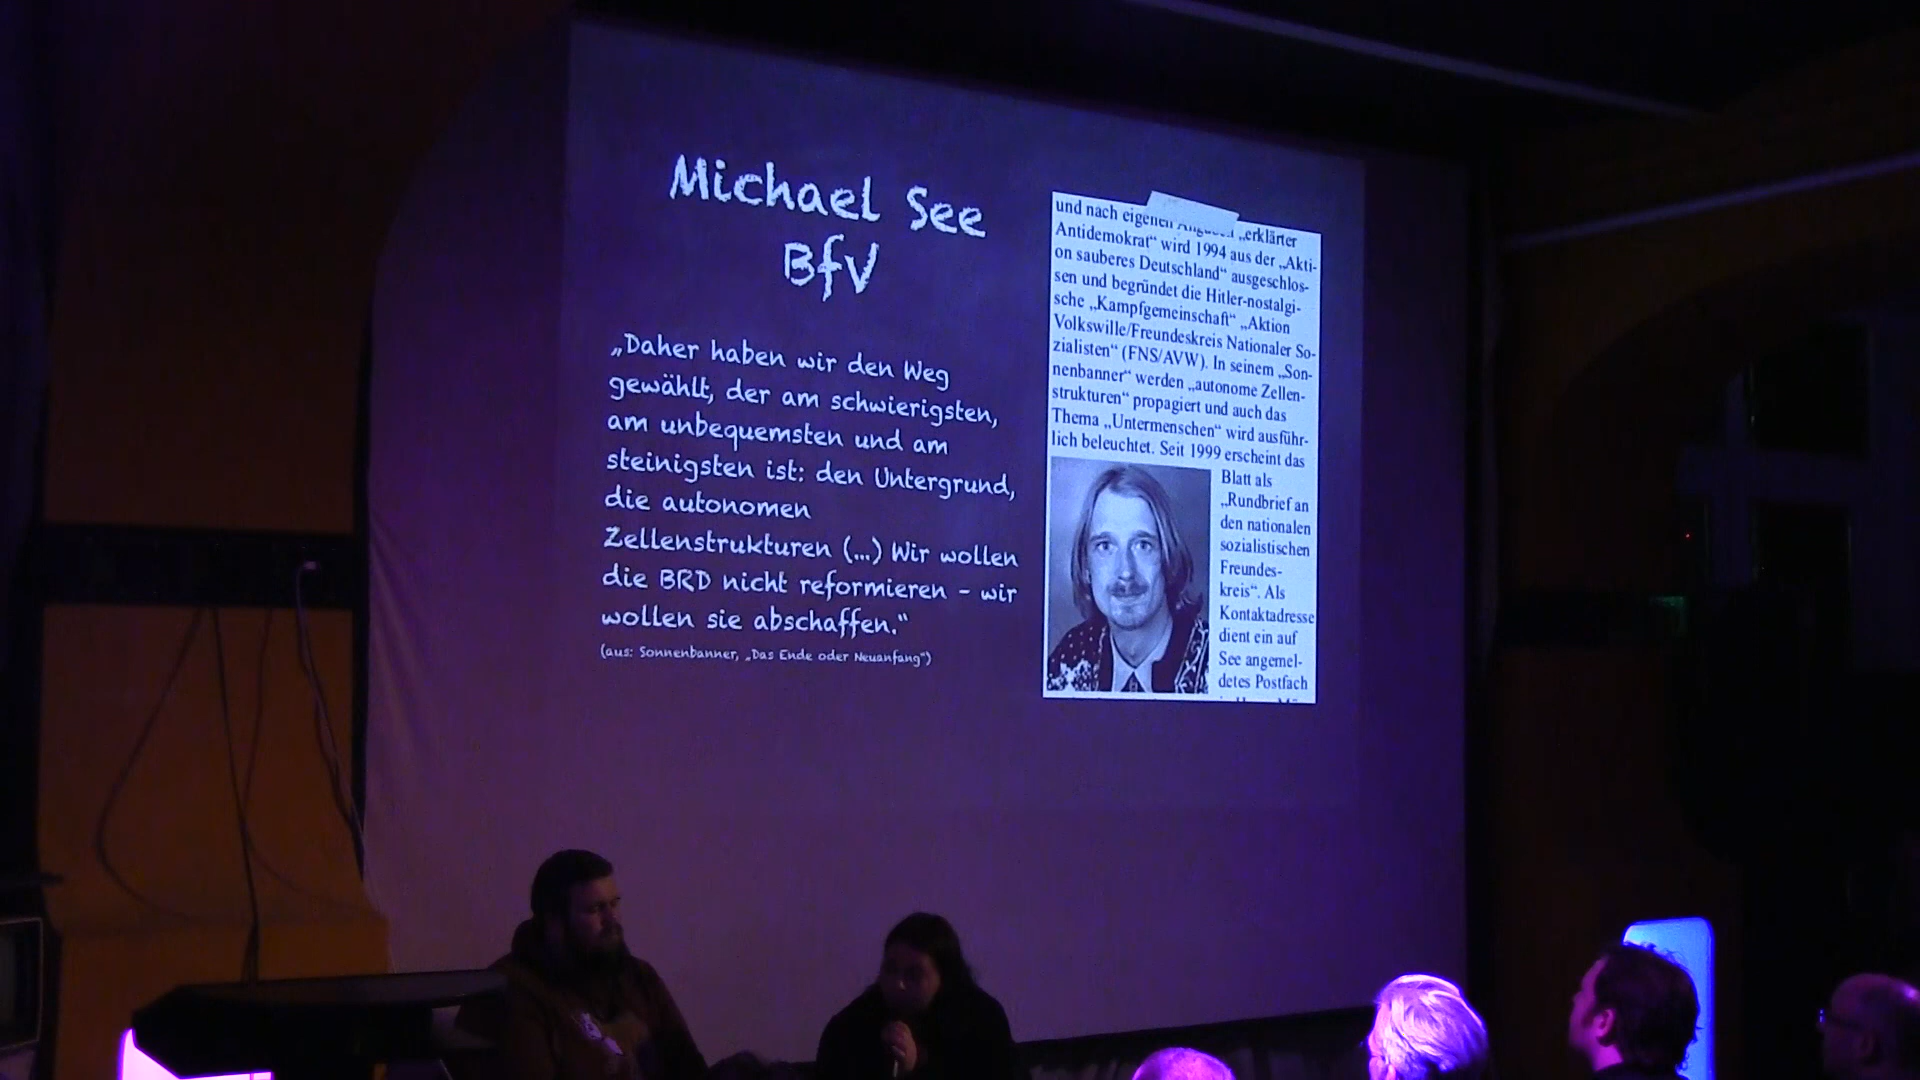 Michael See
BfV
„Daher haben wir den Weg
gewählt, der am schwierigsten,
am unbequemsten und am
steinigsten ist: den Untergrund,
die autonomen
Zellenstrukturen (...) Wir wollen
die BRD nicht reformieren - wir
wollen sie abschaffen.“
(aus: Sonnenbanner, „Das Ende oder Neuanfang“)
und nach eigenen „erklärter
Antidemokrat“ wird 1994 aus der „Akti-
on sauberes Deutschland“ ausgeschlos-
sen und begründet die Hitler-nostalgi-
sche „Kampfgemeinschaft“ „Aktion
Volkswille/Freundeskreis Nationaler So-
zialisten“ (FNS/AVW). In seinem „Son-
nenbanner“ werden „autonome Zellen-
strukturen“ propagiert und auch das
Thema „Untermenschen“ wird ausführ-
lich beleuchtet. Seit 1999 erscheint das
Blatt als
„Rundbrief an
den nationalen
sozialistischen
Freundes-
kreis“. Als
Kontaktadresse
dient ein auf
See angemel-
detes Postfach